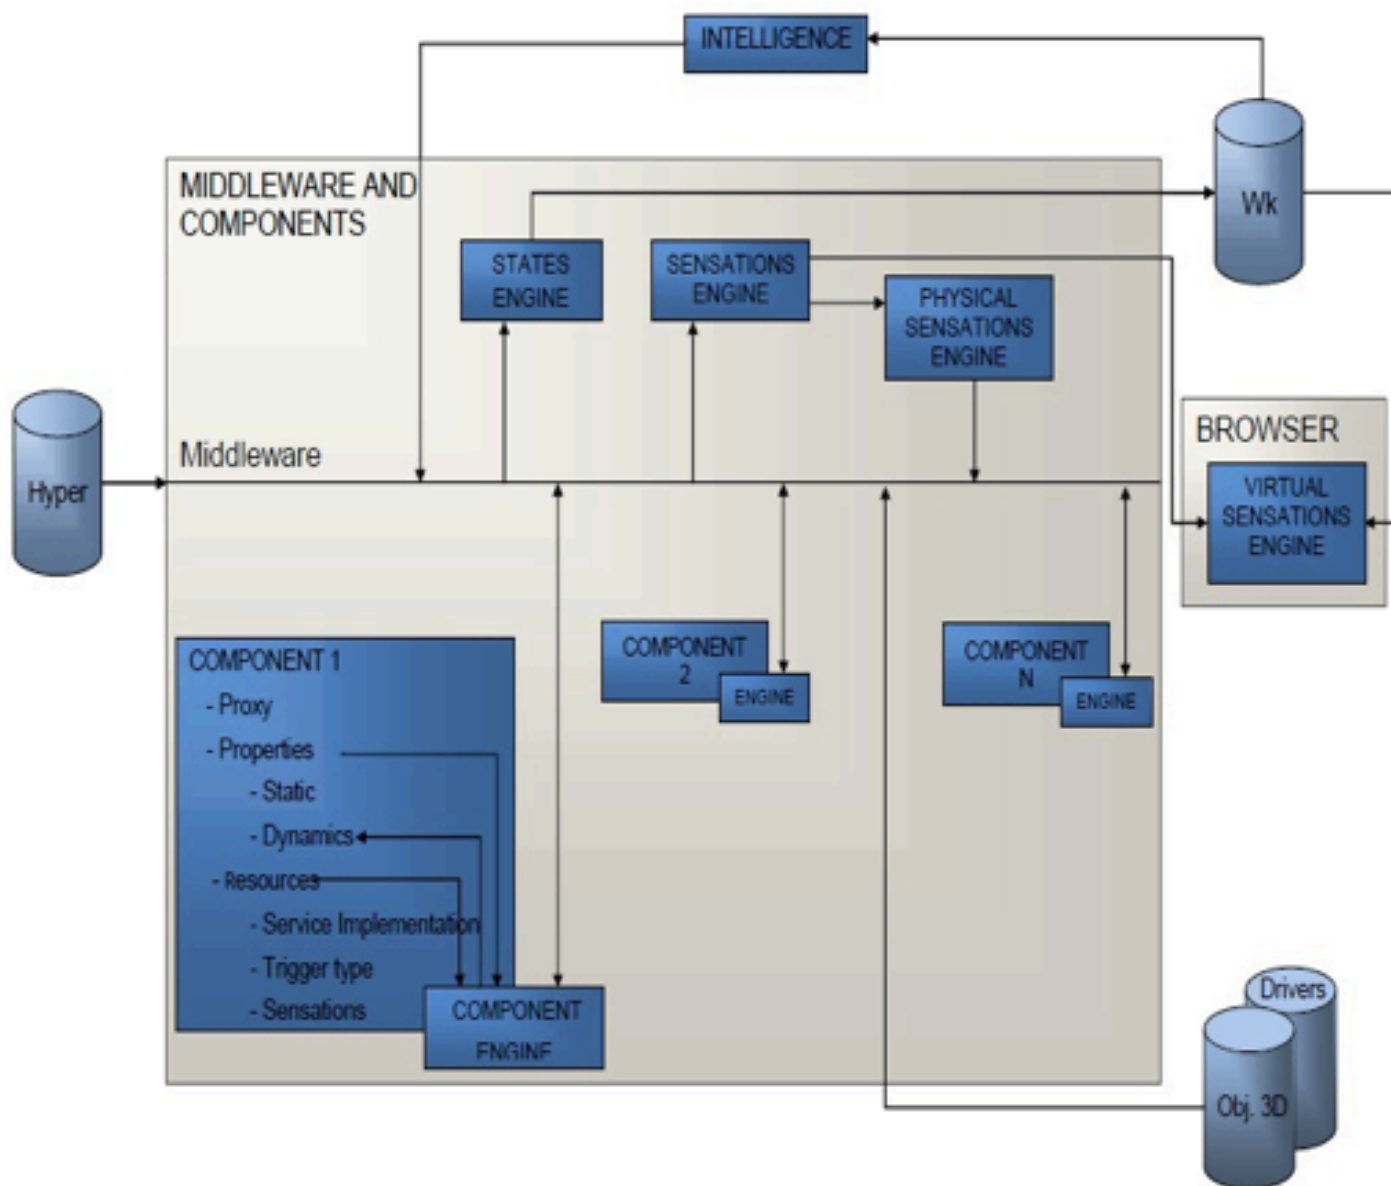 INTELLIGENCE
MIDDLEWARE AND
COMPONENTS
Wk
STATES
ENGINE
SENSATIONS
ENGINE
PHYSICAL
SENSATIONS
ENGINE
Hyper
Middleware
BROWSER
VIRTUAL
SENSATIONS
ENGINE
COMPONENT 1
- Proxy
- Properties
- Static
- Dynamics
- Resources
- Service Implementation
- Trigger type
- Sensations
COMPONENT
ENGINE
COMPONENT
2
ENGINE
COMPONENT
N
ENGINE
Drivers
Obj. 3D